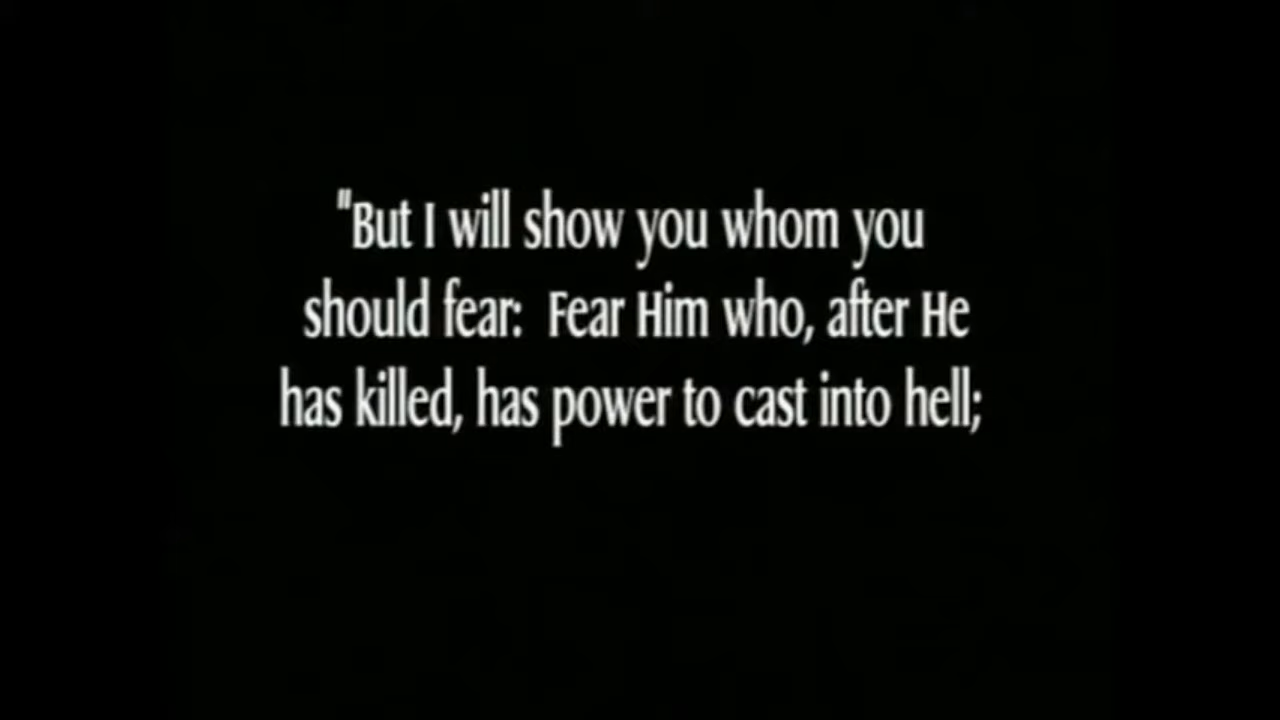 "But I will show you whom you
should fear:  Fear Him who, after He
has killed, has power to cast into hell;